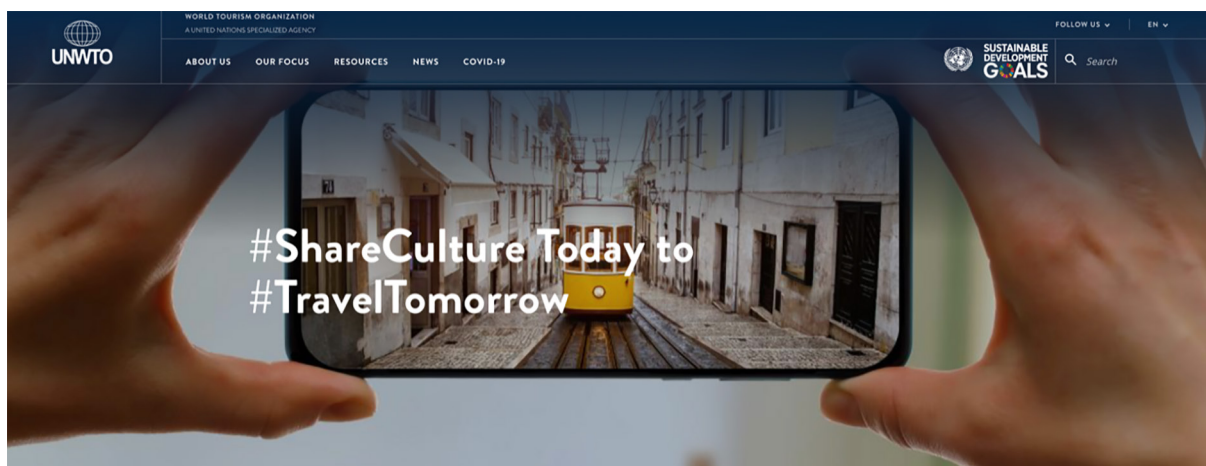 WORLD TOURISM ORGANIZATION
A UNITED NATIONS SPECIALIZED AGENCY
FOLLOW US
EN
UNWTO
ABOUT US
OUR FOCUS
RESOURCES
NEWS
COVID-19
SUSTAINABLE
DEVELOPMENT
GOALS
Search
#ShareCulture Today to
#TravelTomorrow